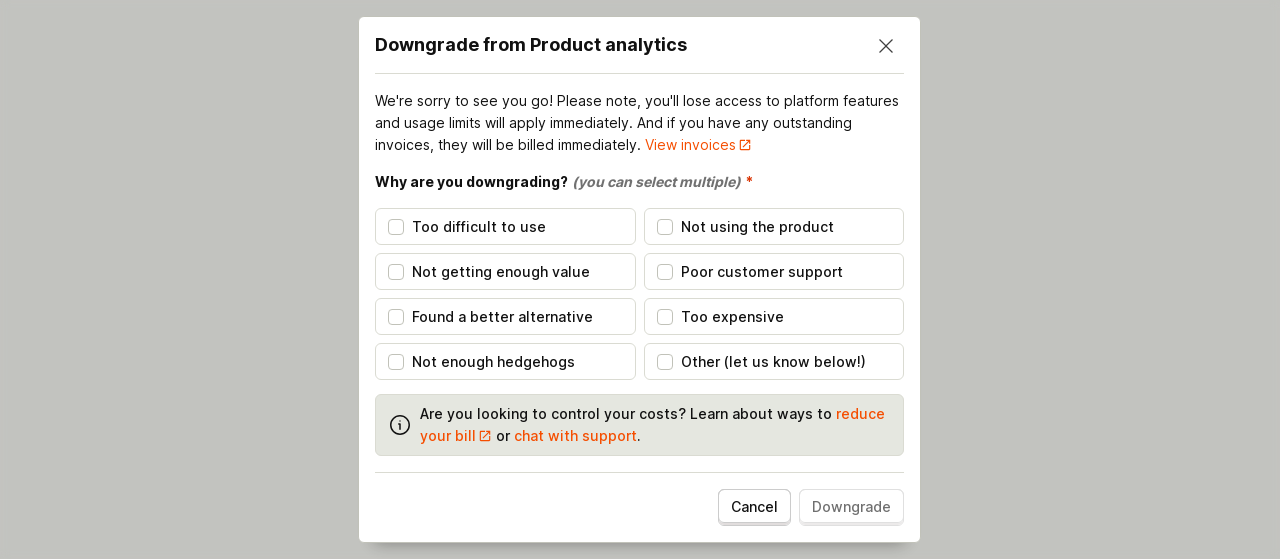 Downgrade from Product analytics
We're sorry to see you go! Please note, you'll lose access to platform features
and usage limits will apply immediately. And if you have any outstanding
invoices, they will be billed immediately. View invoices
Why are you downgrading? (you can select multiple) *
Too difficult to use
Not using the product
Not getting enough value
Poor customer support
Found a better alternative
Too expensive
Not enough hedgehogs
Other (let us know below!)
Are you looking to control your costs? Learn about ways to reduce
your bill or chat with support.
Cancel
Downgrade